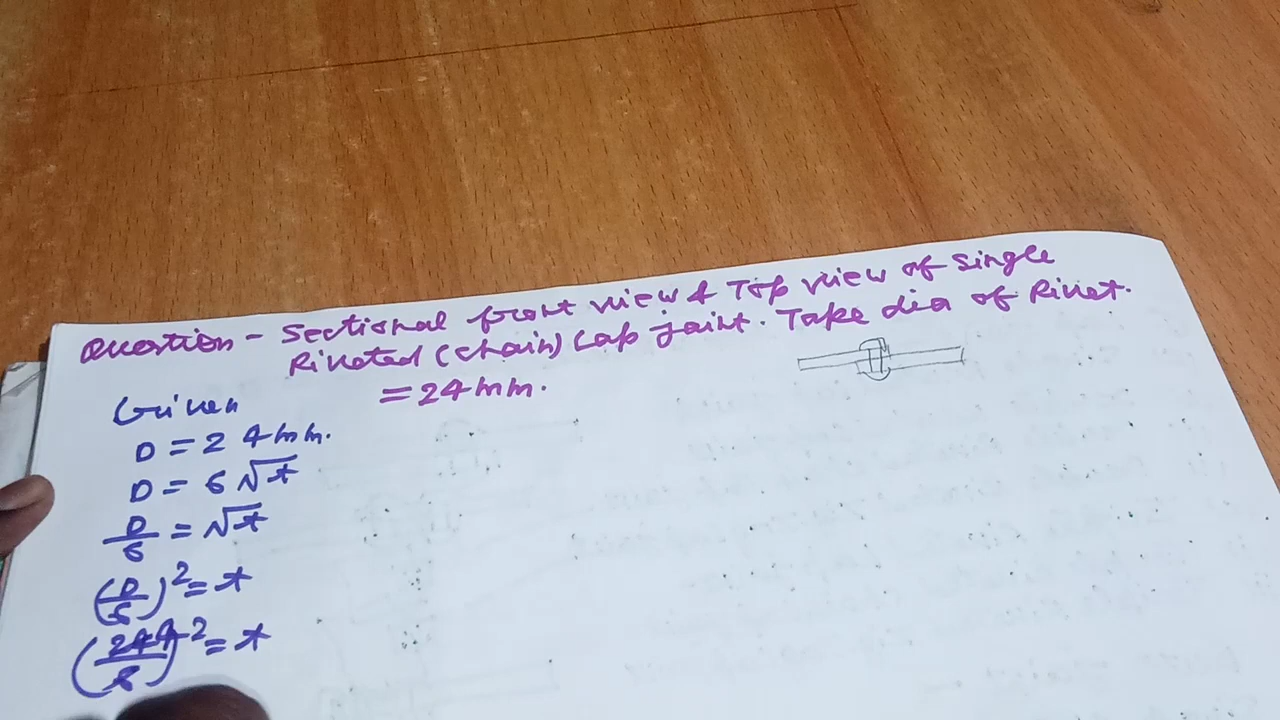 Question - Sectional front view & Top view of Single
Riveted (chain) Lap joint. Take dia of Rivet.
= 24 mm.
Given
D = 24 mm.
D = 6√t
D/6 = √t
(D/6)² = t
(24/6)² = t